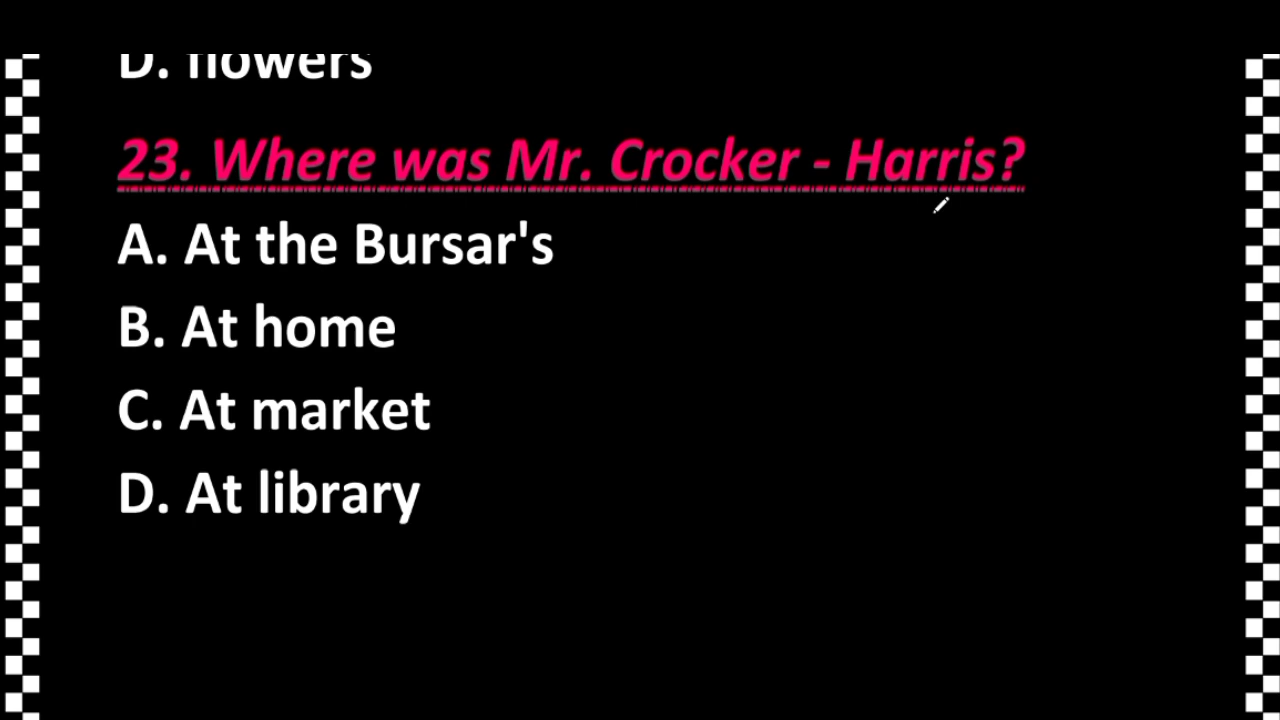 D. flowers
23. Where was Mr. Crocker - Harris?
A. At the Bursar's
B. At home
C. At market
D. At library